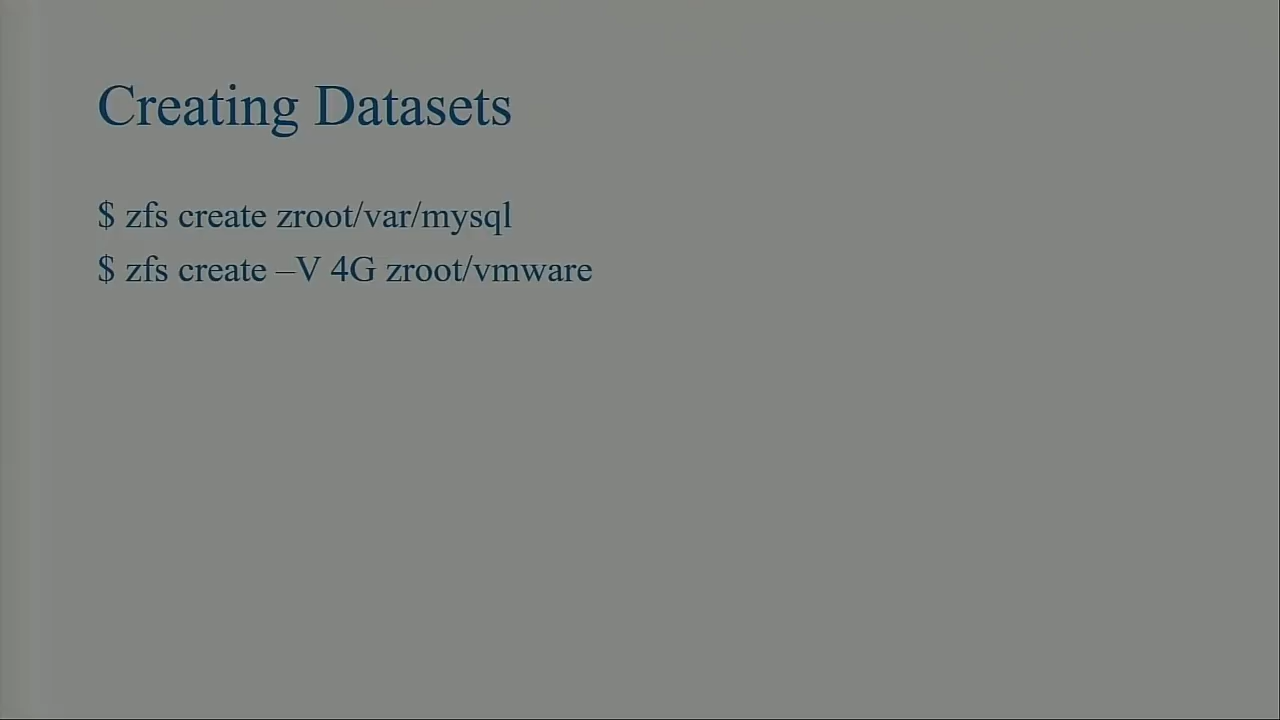 Creating Datasets
$ zfs create zroot/var/mysql
$ zfs create –V 4G zroot/vmware